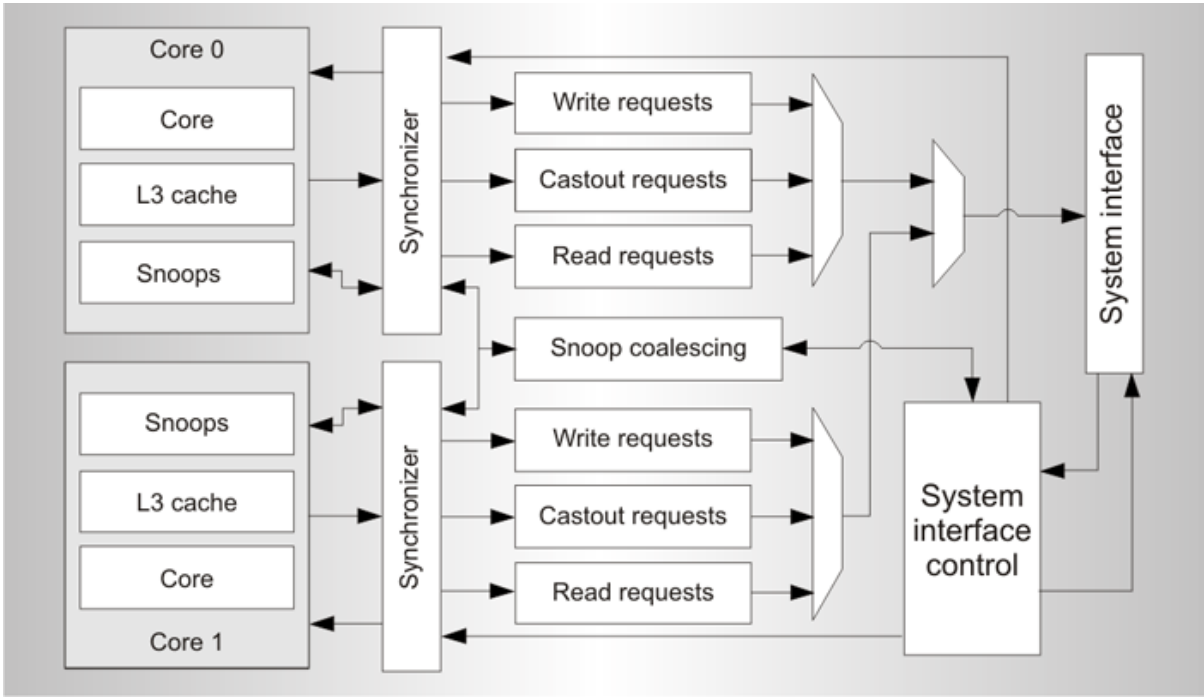 Core 0
Core
L3 cache
Snoops
Synchronizer
Write requests
Castout requests
Read requests
System interface
Snoop coalescing
Snoops
L3 cache
Core
Core 1
Synchronizer
Write requests
Castout requests
Read requests
System
interface
control